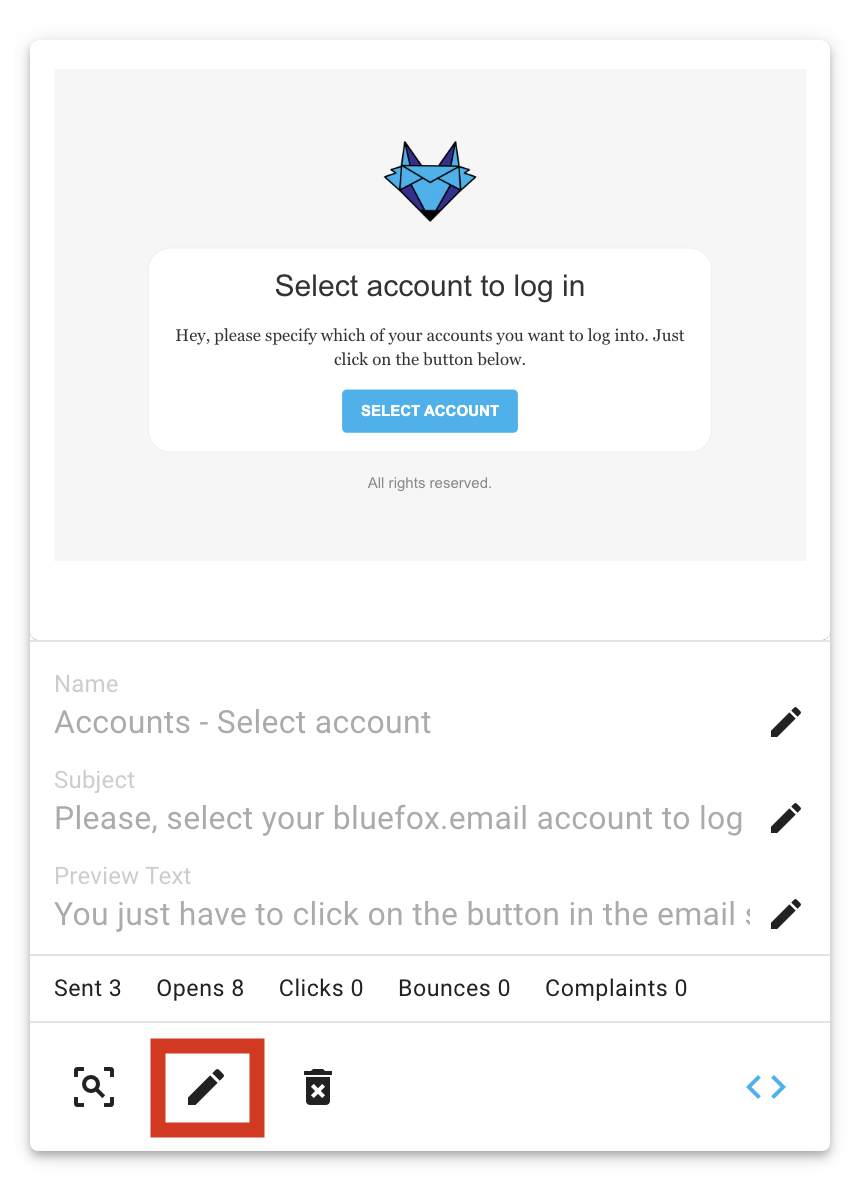 Select account to log in
Hey, please specify which of your accounts you want to log into. Just
click on the button below.
SELECT ACCOUNT
All rights reserved.
Name
Accounts - Select account
Subject
Please, select your bluefox.email account to log
Preview Text
You just have to click on the button in the email
Sent 3 Opens 8 Clicks 0 Bounces 0 Complaints 0